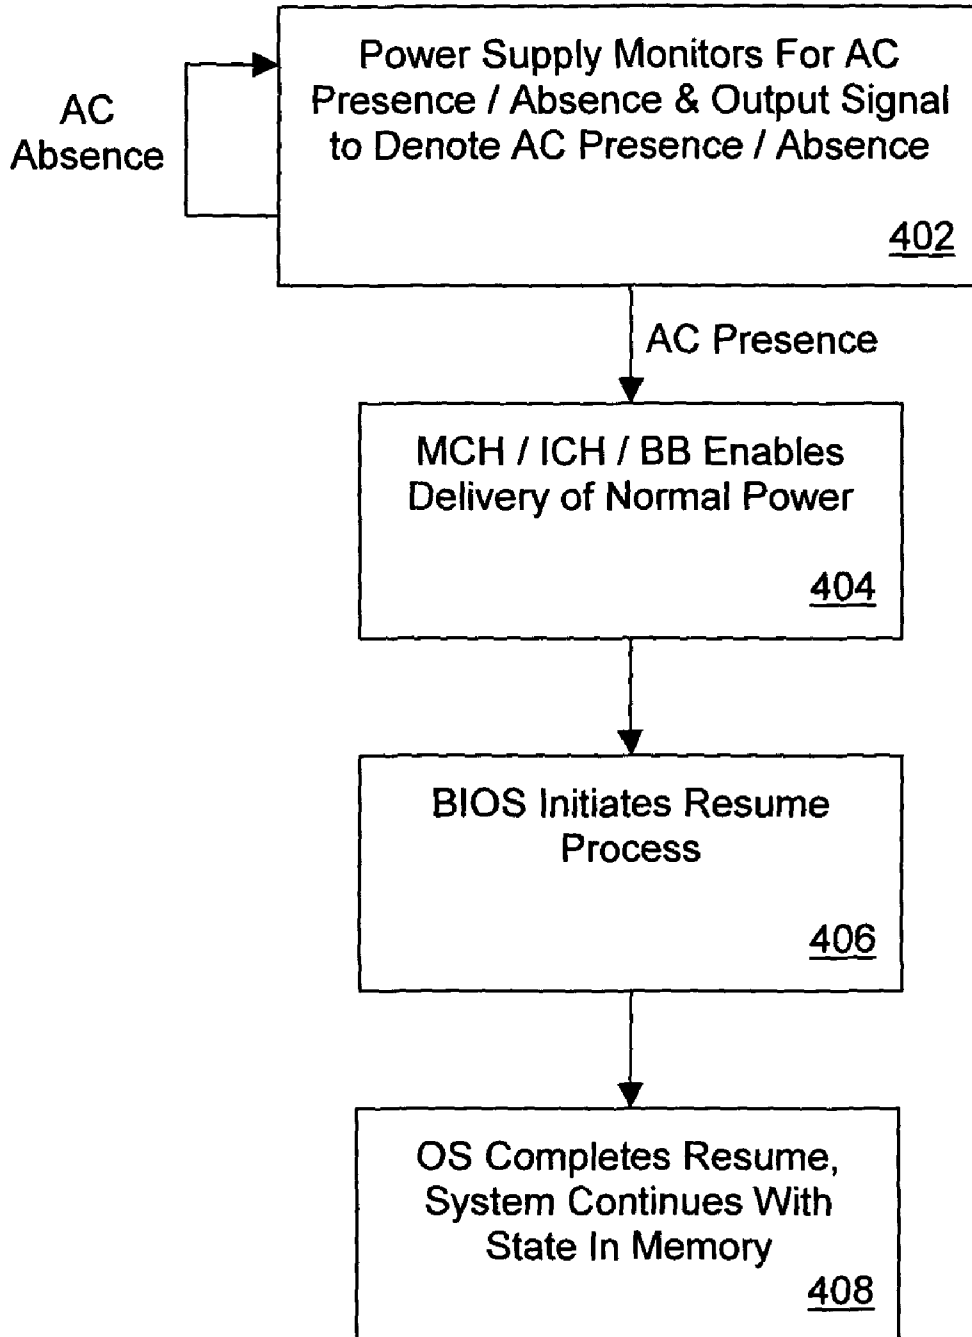 Power Supply Monitors For AC
Presence / Absence & Output Signal
to Denote AC Presence / Absence
402
AC
Absence
AC Presence
MCH / ICH / BB Enables
Delivery of Normal Power
404
BIOS Initiates Resume
Process
406
OS Completes Resume,
System Continues With
State In Memory
408